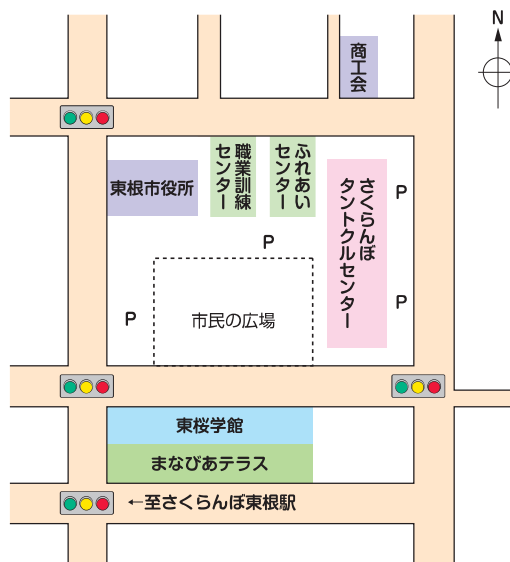 N
商工会
東根市役所
職業訓練
センター
ふれあい
センター
さくらんぼ
タントクルセンター
P
P
P
P
市民の広場
東桜学館
まなびあテラス
←至さくらんぼ東根駅